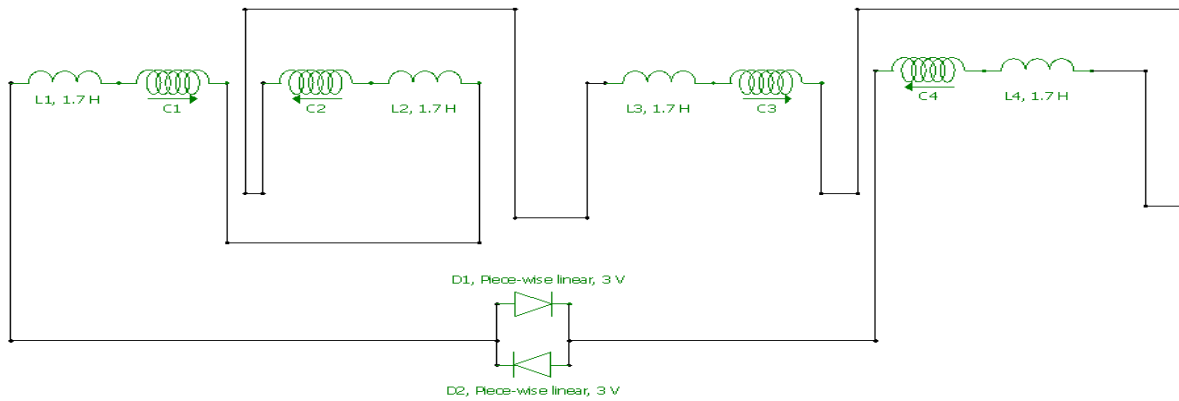 L1, 1.7 H
C1
C2
L2, 1.7 H
L3, 1.7 H
C3
C4
L4, 1.7 H
D1, Piece-wise linear, 3 V
D2, Piece-wise linear, 3 V